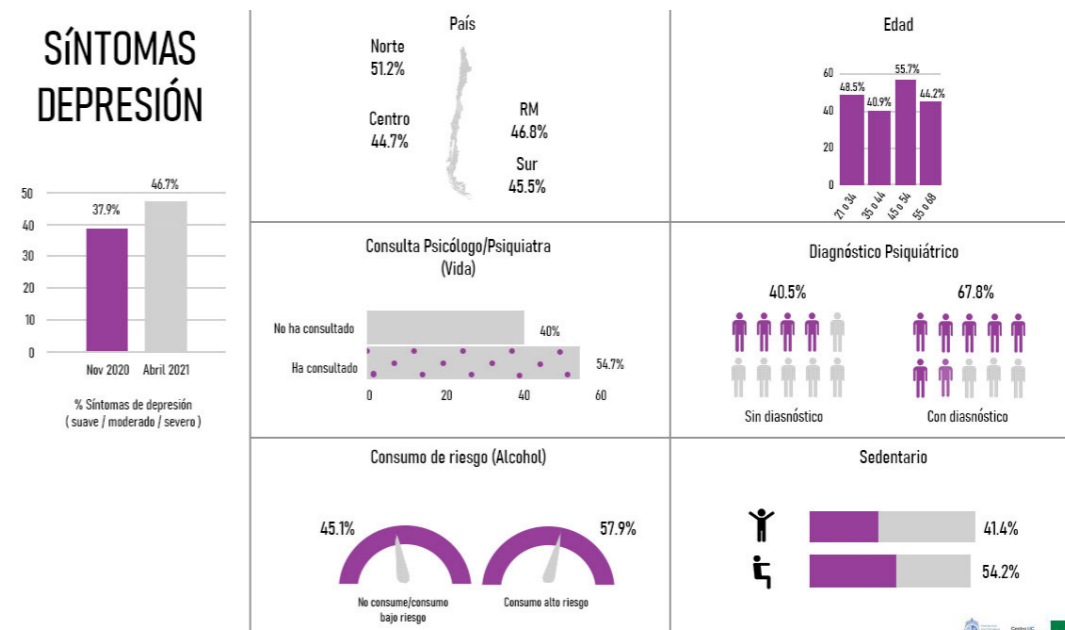 SíNTOMAS
DEPRESIÓN
50
40
30
20
10
0
37.9%
46.7%
Nov 2020
Abril 2021
% Síntomas de depresión
( suave / moderado / severo )
País
Norte
51.2%
Centro
44.7%
RM
46.8%
Sur
45.5%
Edad
60
40
20
0
48.5%
40.9%
55.7%
44.2%
21 a 34
35 a 44
45 a 54
55 a 68
Consulta Psicólogo/Psiquiatra
(Vida)
No ha consultado
40%
Ha consultado
54.7%
0
20
40
60
Diagnóstico Psiquiátrico
40.5%
67.8%
Sin diagnóstico
Con diagnóstico
Consumo de riesgo (Alcohol)
45.1%
57.9%
No consume/consumo
bajo riesgo
Consumo alto riesgo
Sedentario
41.4%
54.2%
Centro UC